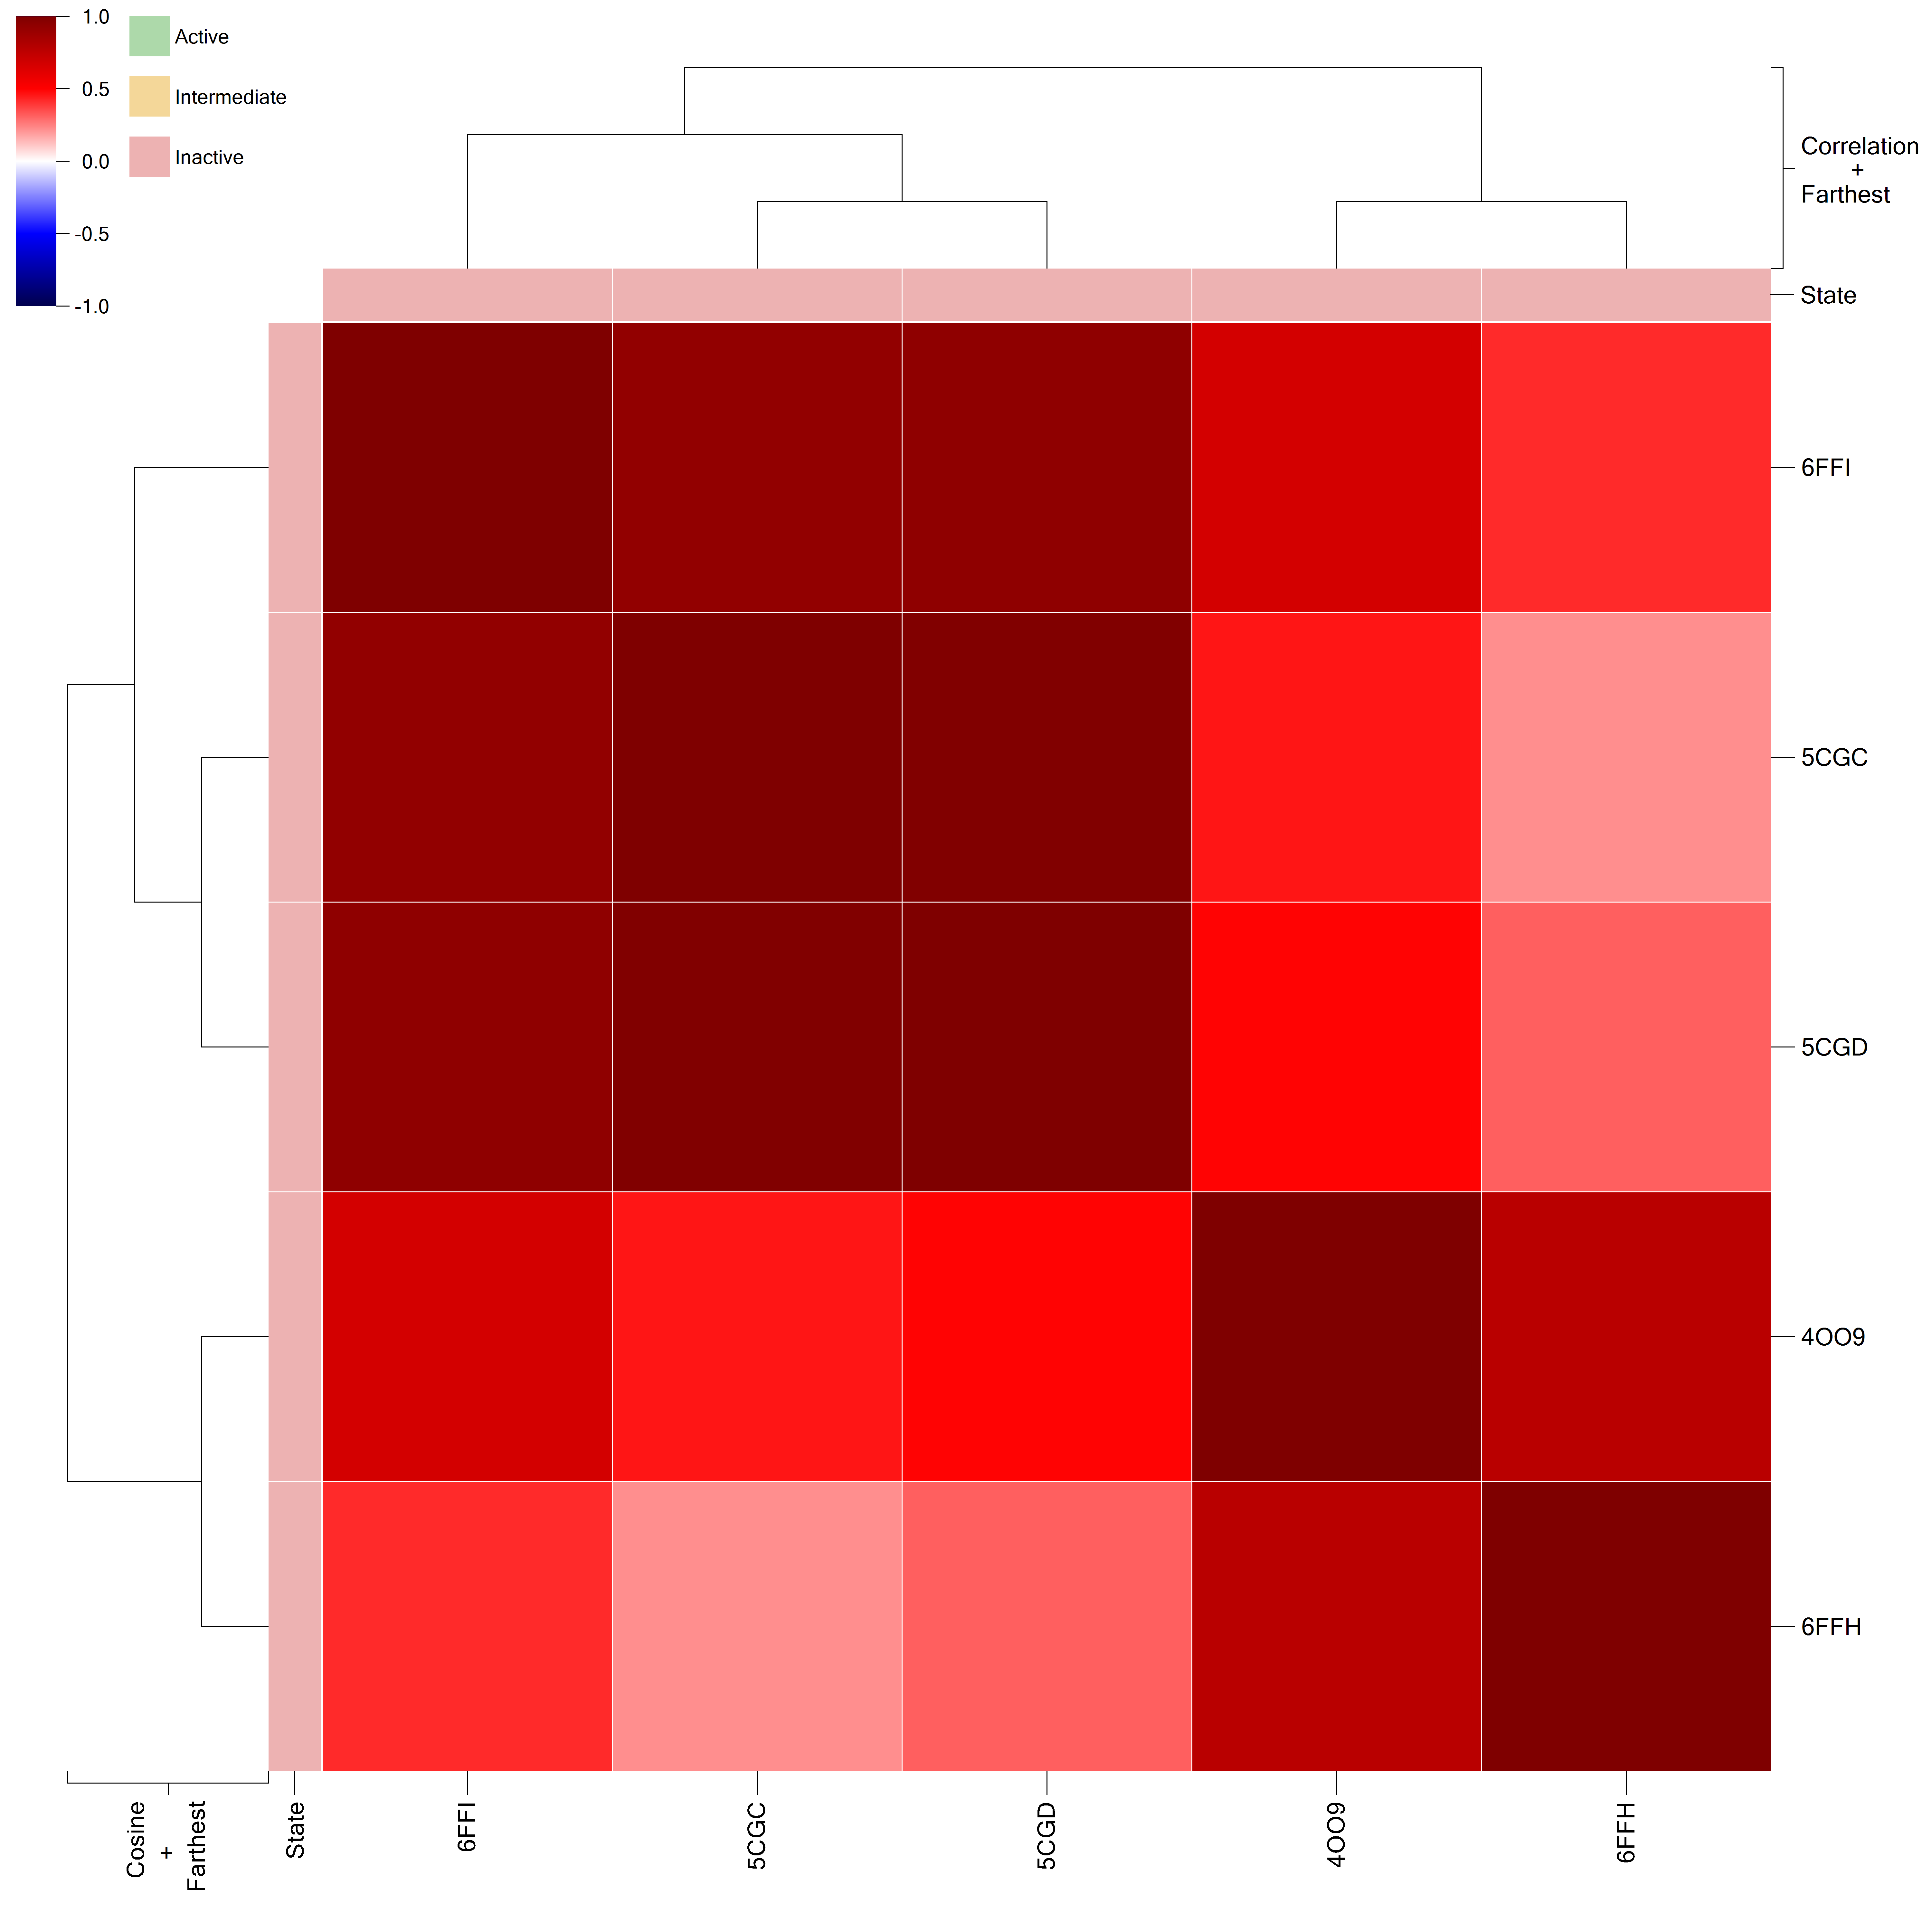 1.0
0.5
0.0
-0.5
-1.0
Active
Intermediate
Inactive
Correlation
+
Farthest
State
6FFI
5CGC
5CGD
4OO9
6FFH
Cosine
+
Farthest
State
6FFI
5CGC
5CGD
4OO9
6FFH